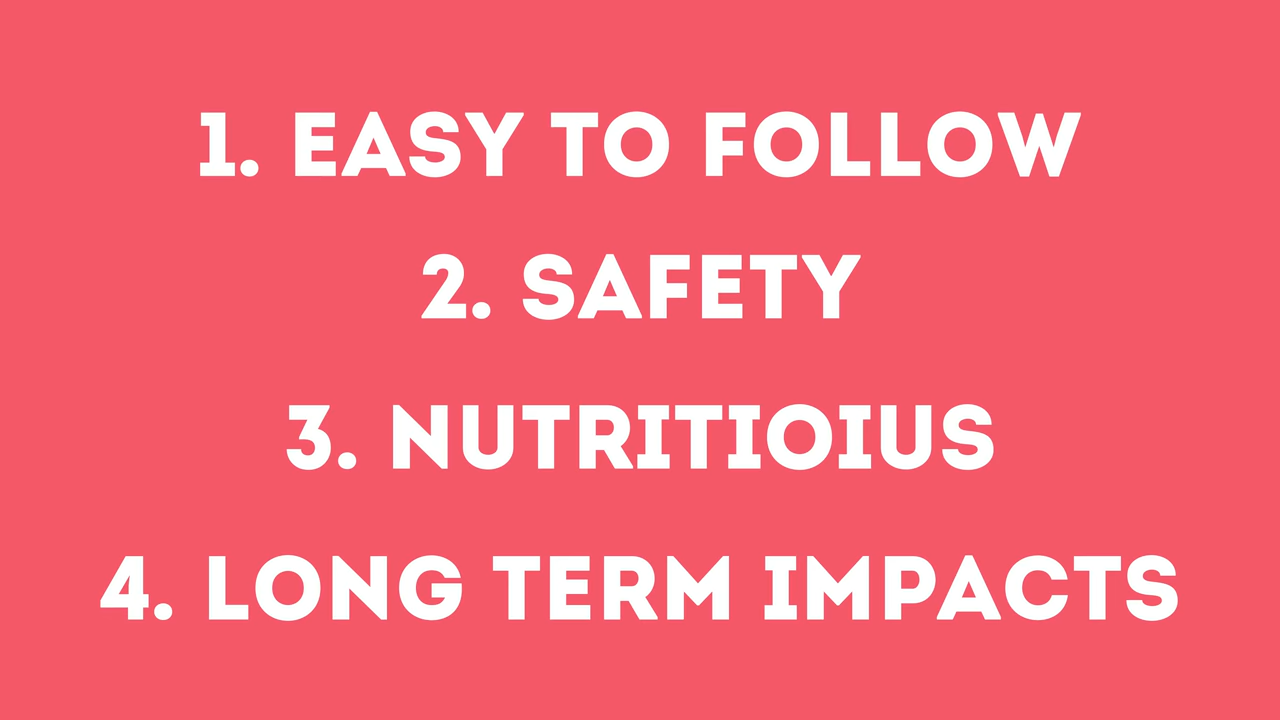 1. EASY TO FOLLOW
2. SAFETY
3. NUTRITIOIUS
4. LONG TERM IMPACTS